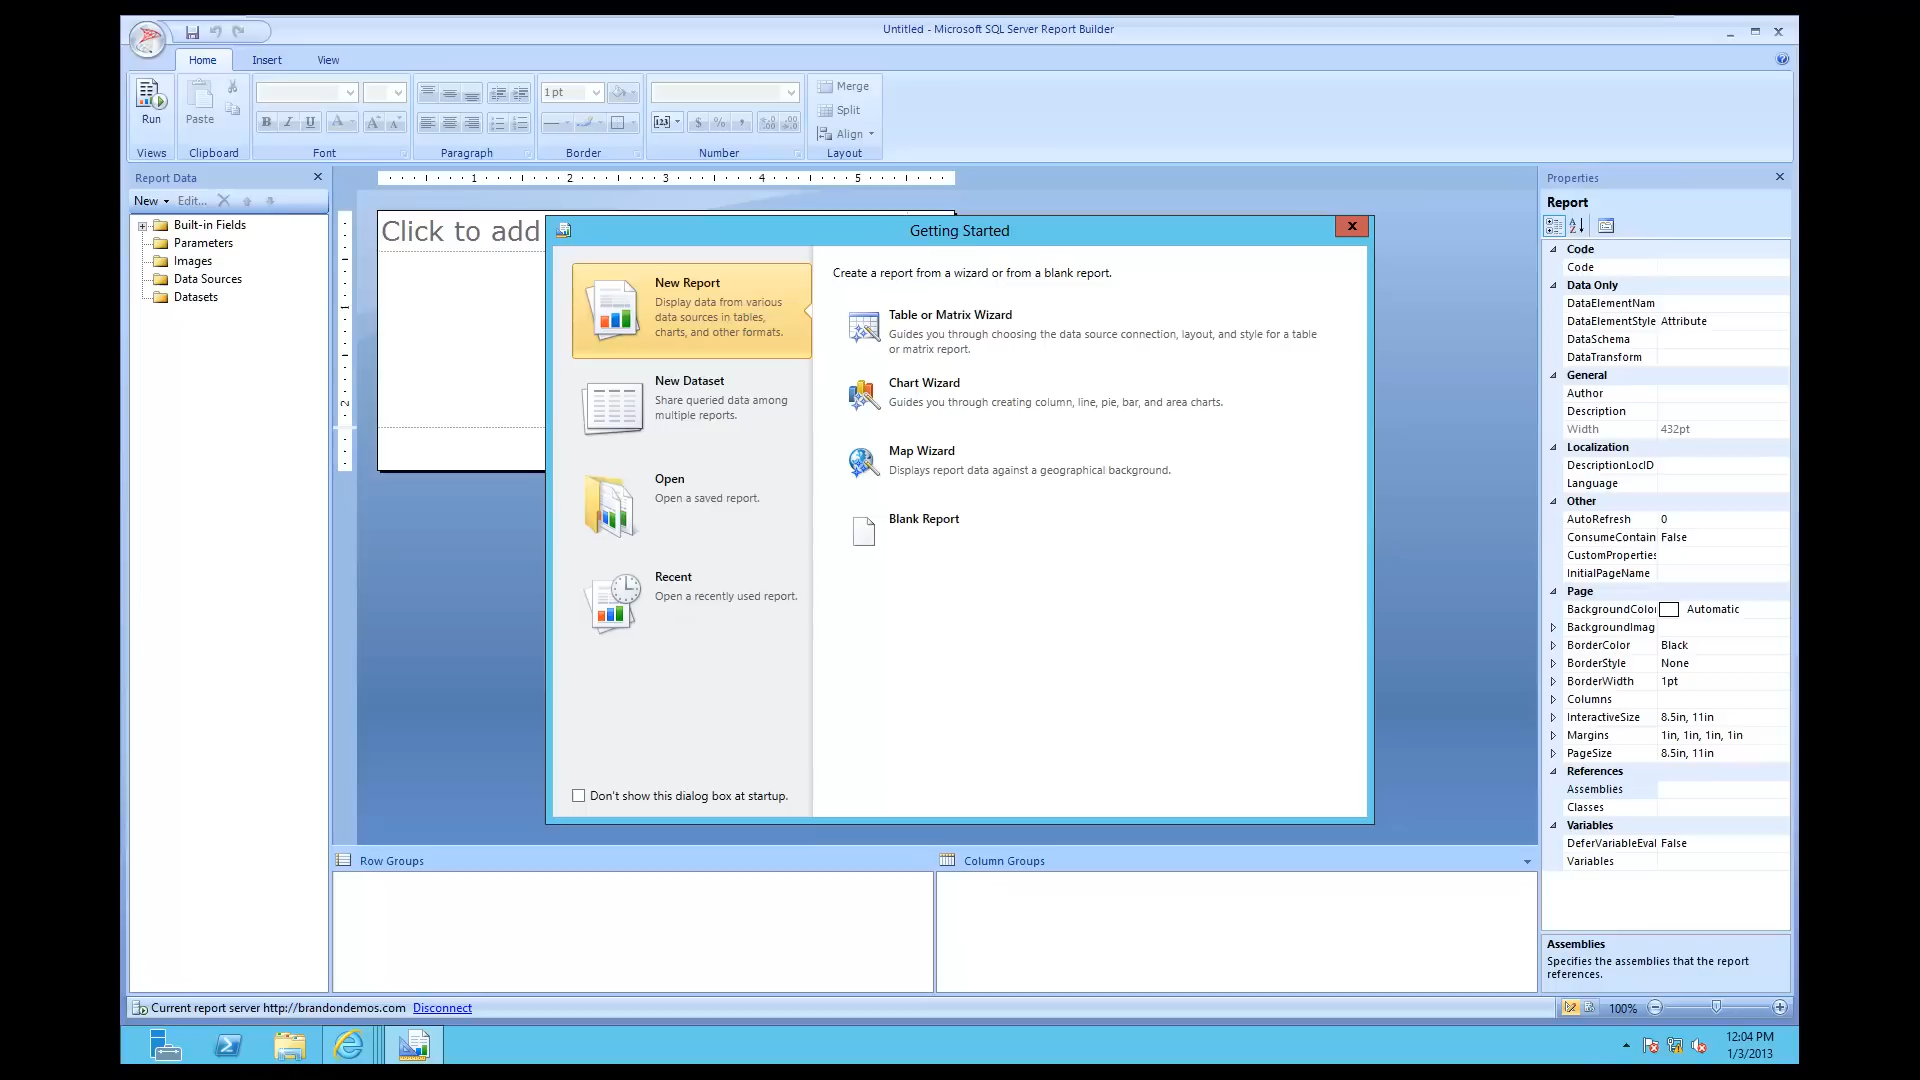 Untitled - Microsoft SQL Server Report Builder
Home Insert View
Run
Paste
1 pt
Merge
Split
Align
B I U A A A
[123] $ % ,
Views Clipboard Font Paragraph Border Number Layout
Report Data
New Edit...
Built-in Fields
Parameters
Images
Data Sources
Datasets
1 2 3 4 5
1
2
Click to add
Getting Started
New Report
Display data from various
data sources in tables,
charts, and other formats.
New Dataset
Share queried data among
multiple reports.
Open
Open a saved report.
Recent
Open a recently used report.
Don't show this dialog box at startup.
Create a report from a wizard or from a blank report.
Table or Matrix Wizard
Guides you through choosing the data source connection, layout, and style for a table
or matrix report.
Chart Wizard
Guides you through creating column, line, pie, bar, and area charts.
Map Wizard
Displays report data against a geographical background.
Blank Report
Row Groups
Column Groups
Properties
Report
Code
Code
Data Only
DataElementNam
DataElementStyle Attribute
DataSchema
DataTransform
General
Author
Description
Width 432pt
Localization
DescriptionLocID
Language
Other
AutoRefresh 0
ConsumeContain False
CustomProperties
InitialPageName
Page
BackgroundColor Automatic
BackgroundImag
BorderColor Black
BorderStyle None
BorderWidth 1pt
Columns
InteractiveSize 8.5in, 11in
Margins 1in, 1in, 1in, 1in
PageSize 8.5in, 11in
References
Assemblies
Classes
Variables
DeferVariableEval False
Variables
Assemblies
Specifies the assemblies that the report
references.
Current report server http://brandondemos.com Disconnect
100%
12:04 PM
1/3/2013